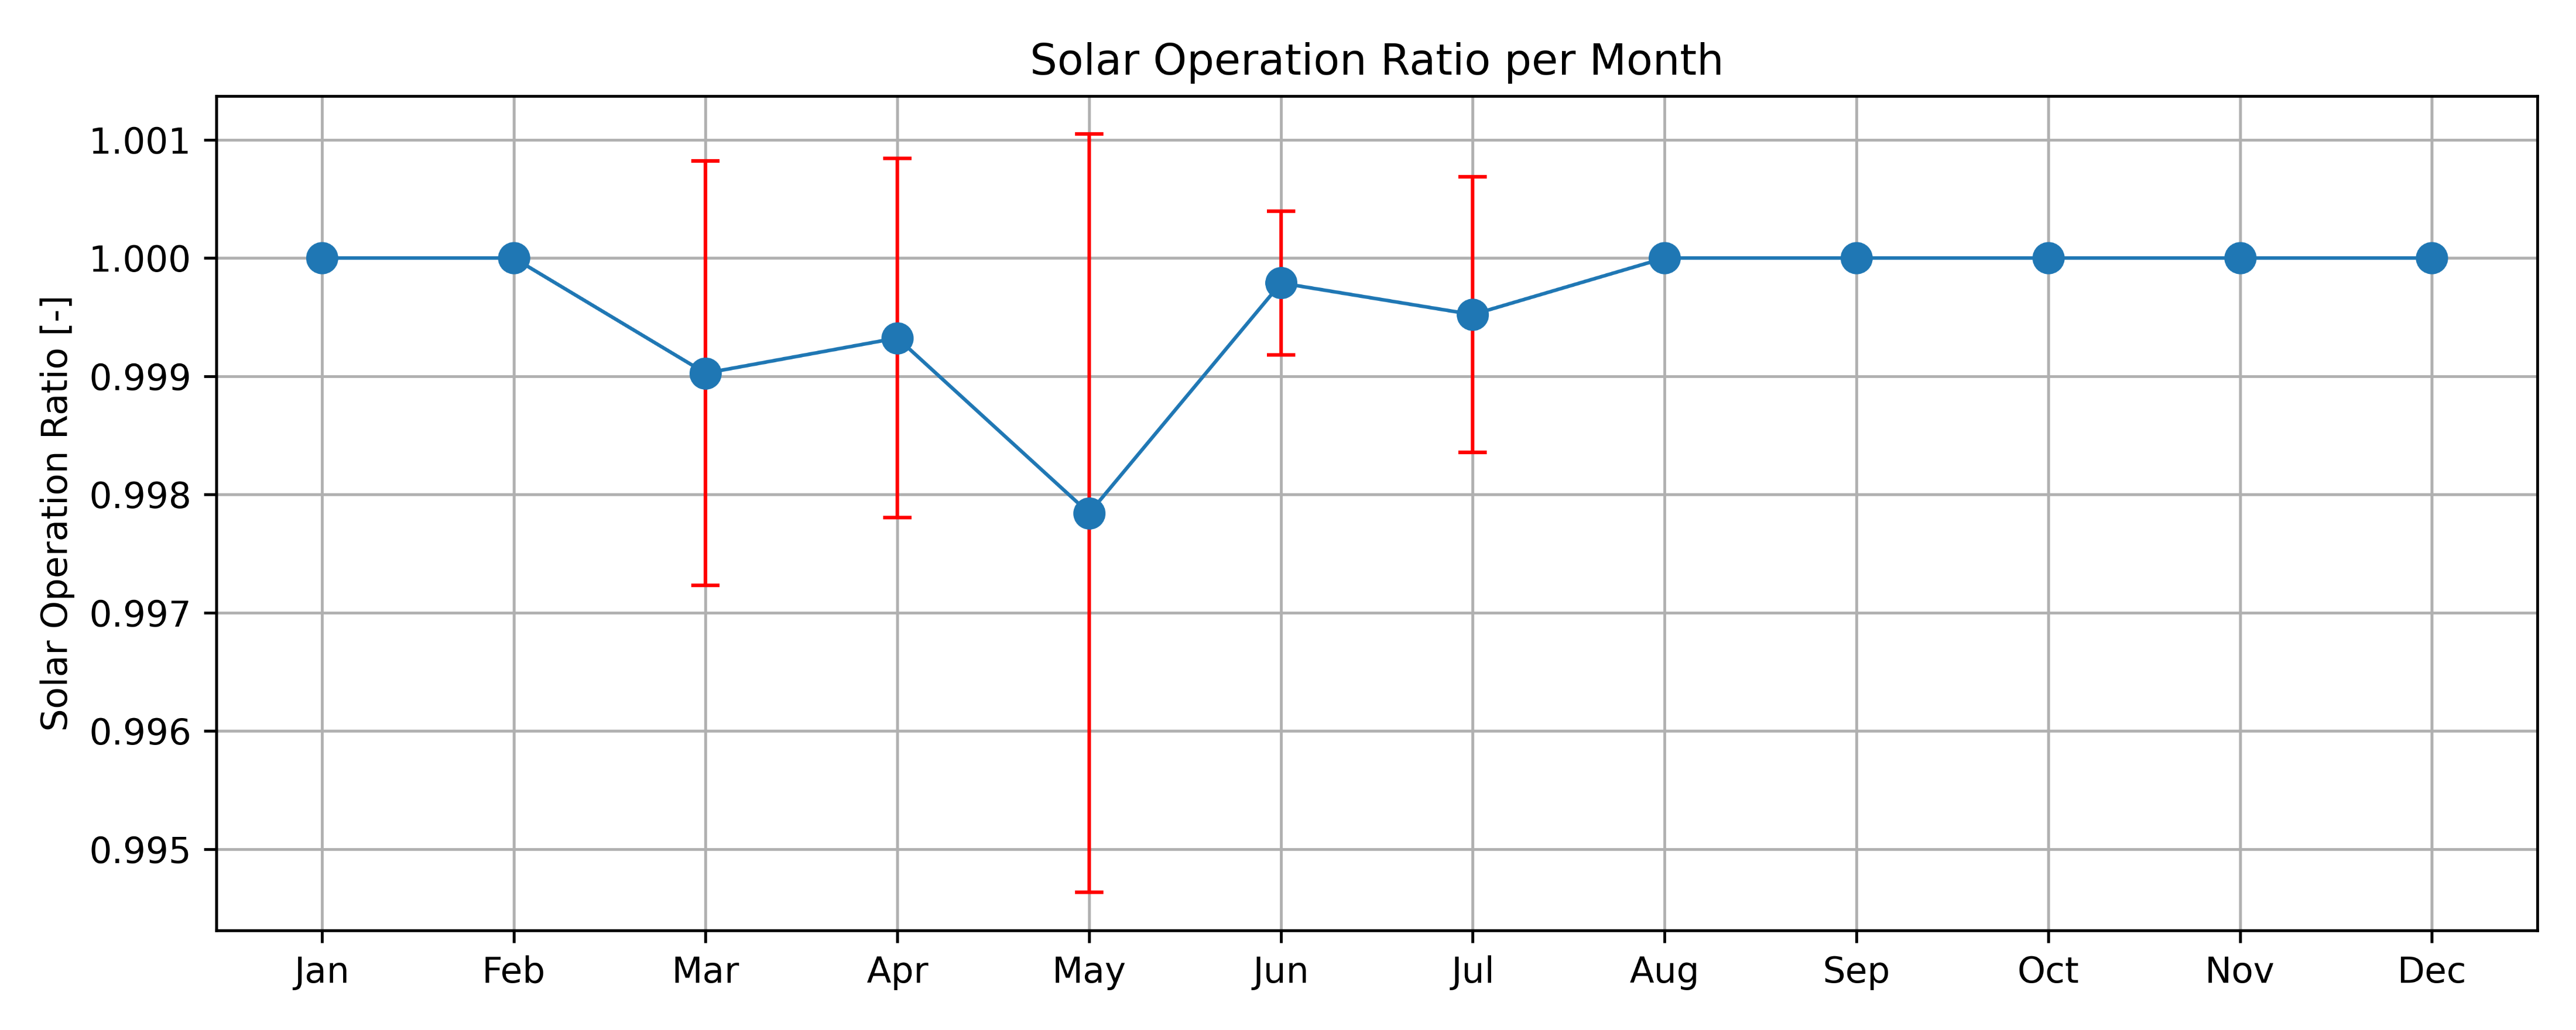 Solar Operation Ratio per Month
Solar Operation Ratio [-]
1.001
1.000
0.999
0.998
0.997
0.996
0.995
Jan Feb Mar Apr May Jun Jul Aug Sep Oct Nov Dec